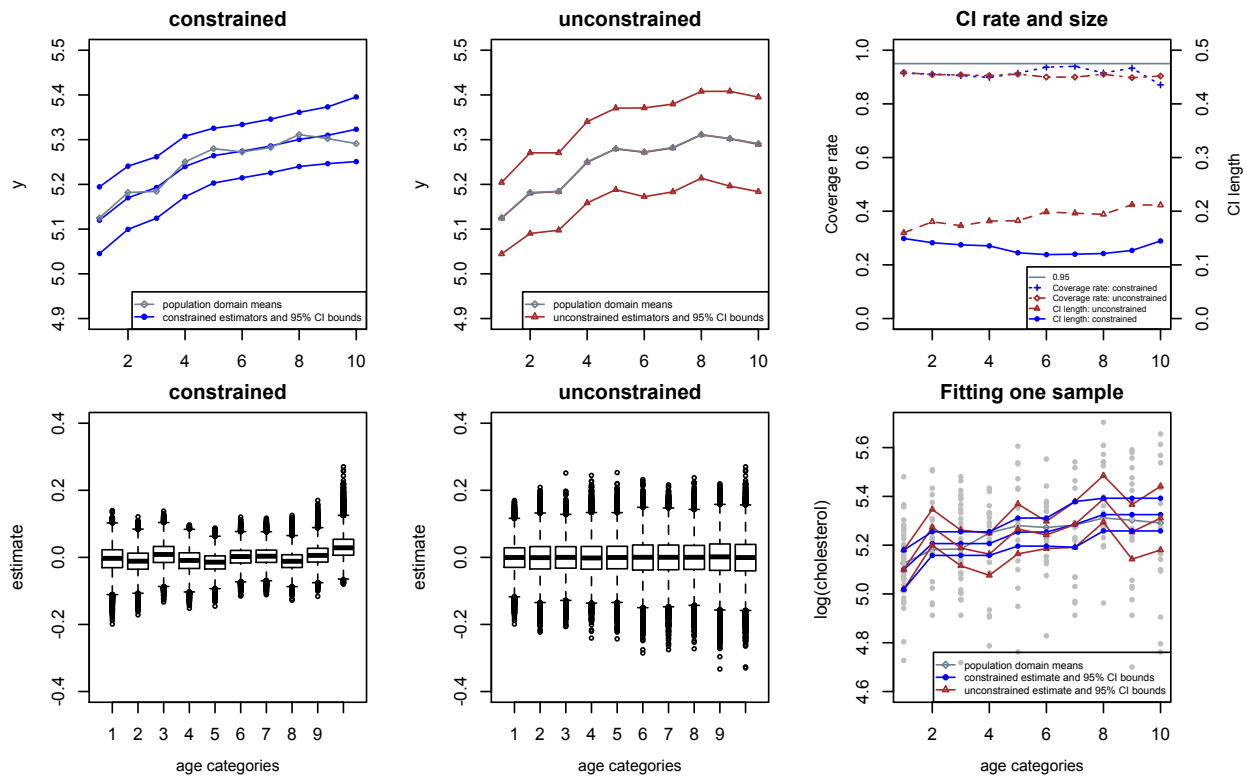 constrained
y
4.9 5.0 5.1 5.2 5.3 5.4 5.5
population domain means
constrained estimators and 95% CI bounds
2 4 6 8 10
unconstrained
y
4.9 5.0 5.1 5.2 5.3 5.4 5.5
population domain means
unconstrained estimators and 95% CI bounds
2 4 6 8 10
CI rate and size
Coverage rate
0.0 0.2 0.4 0.6 0.8 1.0
0.95
Coverage rate: constrained
Coverage rate: unconstrained
CI length: unconstrained
CI length: constrained
CI length
0.0 0.1 0.2 0.3 0.4 0.5
2 4 6 8 10
constrained
estimate
-0.4 -0.2 0.0 0.2 0.4
1 2 3 4 5 6 7 8 9
age categories
unconstrained
estimate
-0.4 -0.2 0.0 0.2 0.4
1 2 3 4 5 6 7 8 9
age categories
Fitting one sample
log(cholesterol)
4.6 4.8 5.0 5.2 5.4 5.6
population domain means
constrained estimate and 95% CI bounds
unconstrained estimate and 95% CI bounds
2 4 6 8 10
age categories